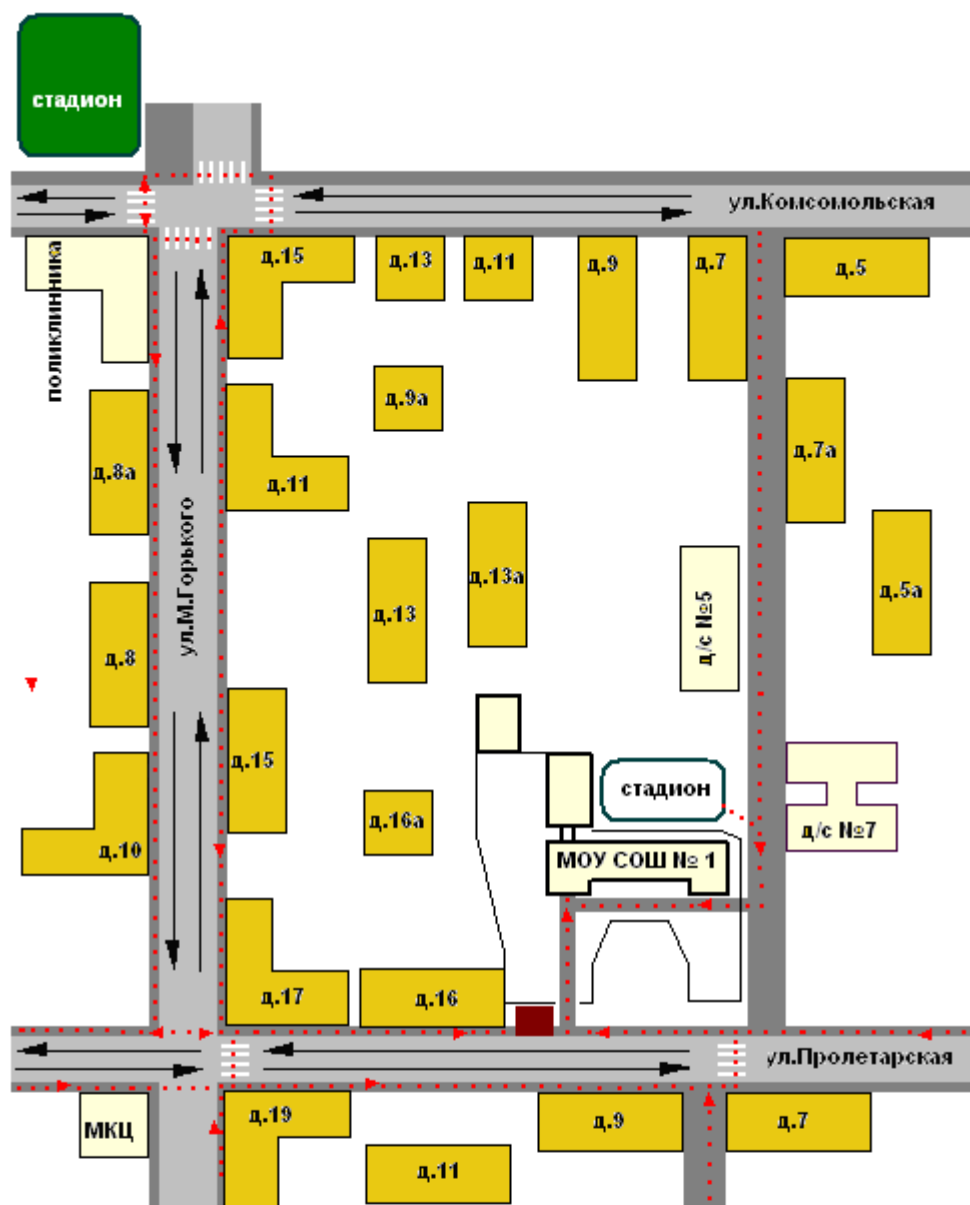 стадион
ул.Комсомольская
поликлинника
д.15
д.13
д.11
д.9
д.7
д.5
д.9а
д.8а
д.11
д.7а
ул.М.Горького
д.13
д.13а
д/с №5
д.5а
д.8
д.15
д.16а
стадион
д/с №7
д.10
МОУ СОШ № 1
д.17
д.16
ул.Пролетарская
МКЦ
д.19
д.11
д.9
д.7